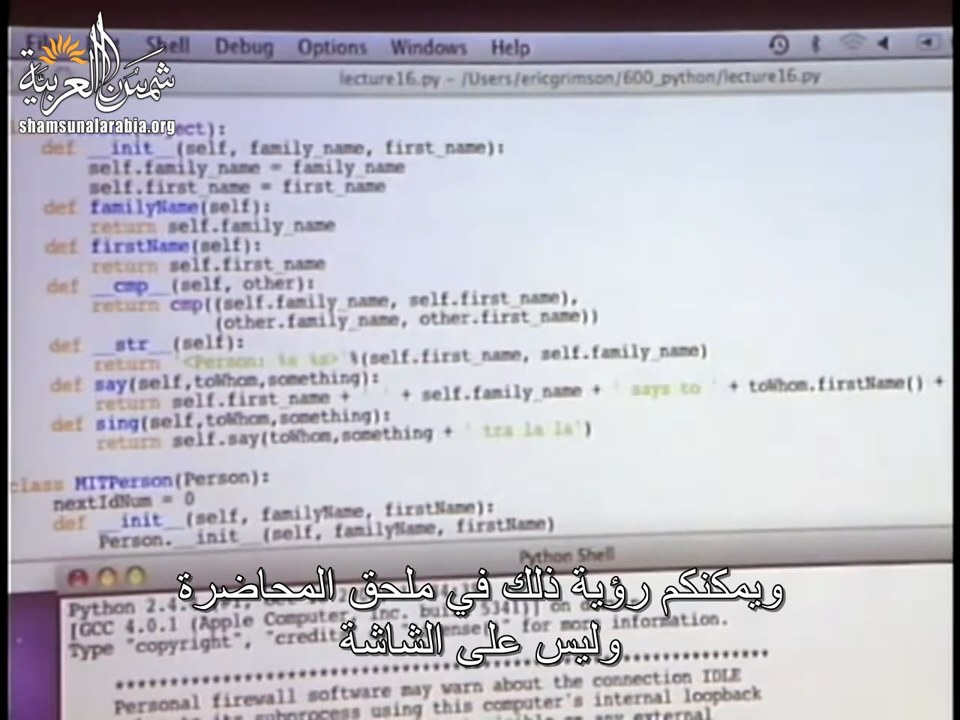 شمس العربية
shamsunalarabia.org
Shell Debug Options Windows Help
lecture16.py – /Users/ericgrimson/600_python/lecture16.py
ect):
def __init__(self, family_name, first_name):
self.family_name = family_name
self.first_name = first_name
def familyName(self):
return self.family_name
def firstName(self):
return self.first_name
def __cmp__(self, other):
return cmp((self.family_name, self.first_name),
(other.family_name, other.first_name))
def __str__(self):
return '<Person: %s %s>'%(self.first_name, self.family_name)
def say(self,toWhom,something):
return self.first_name + ' ' + self.family_name + ' says to ' + toWhom.firstName() +
def sing(self,toWhom,something):
return self.say(toWhom,something + ' tra la la')
class MITPerson(Person):
nextIdNum = 0
def __init__(self, familyName, firstName):
Person.__init__(self, familyName, firstName)
Python Shell
ويمكنكم رؤية ذلك في ملحق المحاضرة
وليس على الشاشة
Python 2.4.
[GCC 4.0.1 (Apple Computer, Inc. build 5341)] on
Type "copyright", "credit for more information.
Personal firewall software may warn about the connection IDLE
subprocess using this computer's internal loopback
external